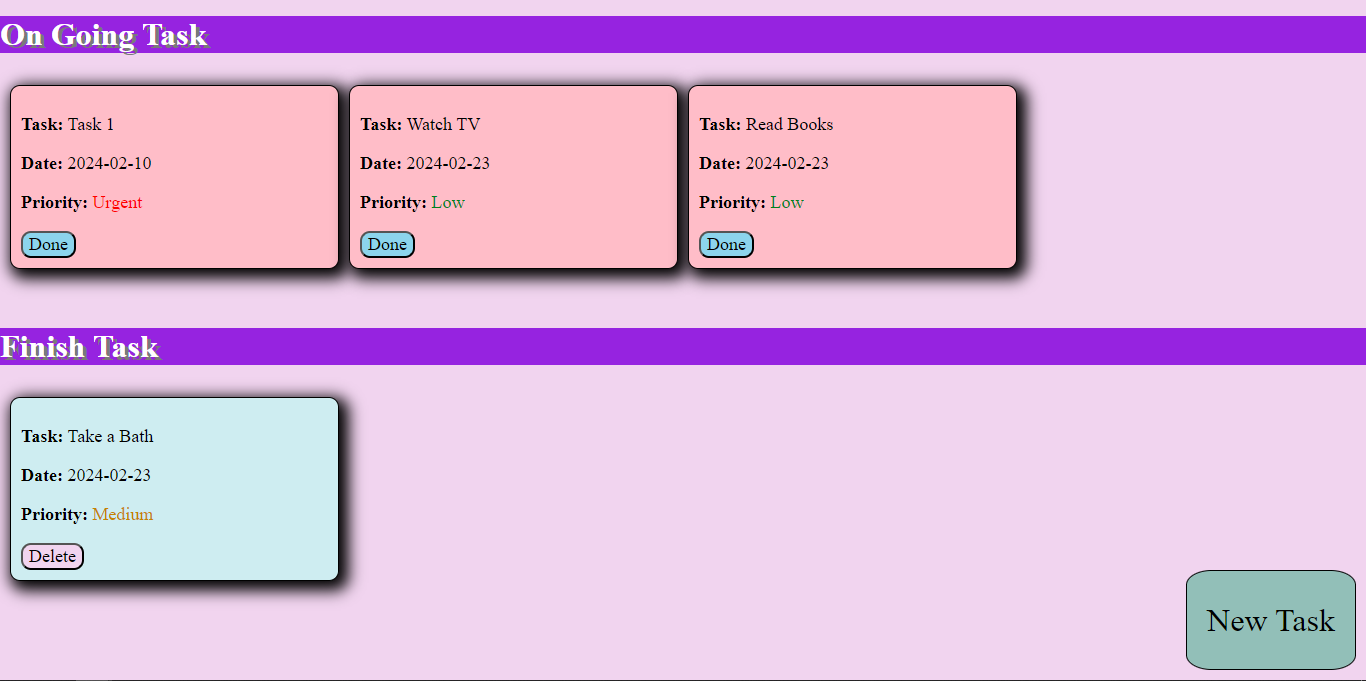 On Going Task
Task: Task 1
Date: 2024-02-10
Priority: Urgent
Done
Task: Watch TV
Date: 2024-02-23
Priority: Low
Done
Task: Read Books
Date: 2024-02-23
Priority: Low
Done
Finish Task
Task: Take a Bath
Date: 2024-02-23
Priority: Medium
Delete
New Task